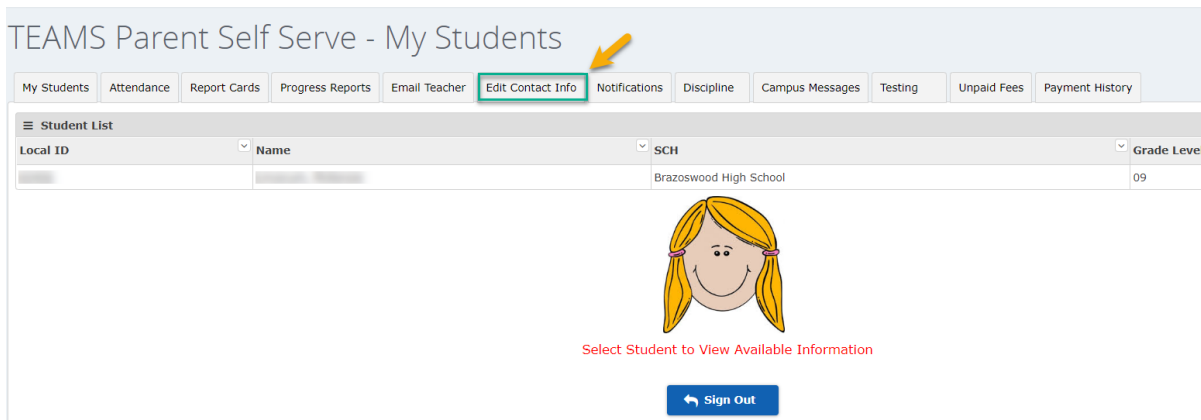 TEAMS Parent Self Serve - My Students
My Students Attendance Report Cards Progress Reports Email Teacher Edit Contact Info Notifications Discipline Campus Messages Testing Unpaid Fees Payment History
Student List
Local ID Name SCH Grade Leve
Brazoswood High School 09
Select Student to View Available Information
Sign Out